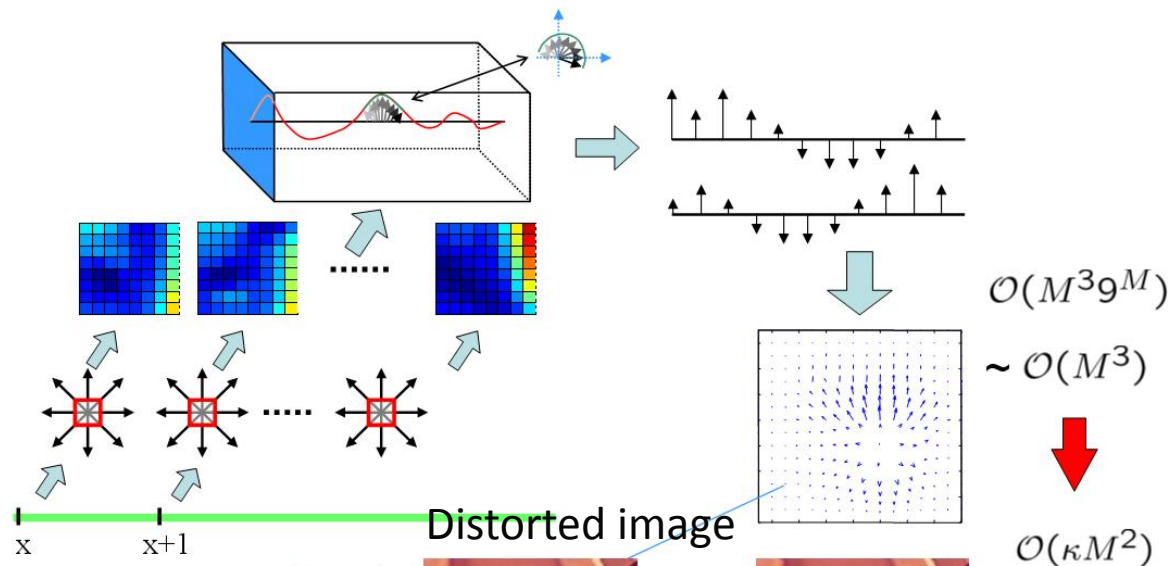 𝒪(M³9ᴹ)
~ 𝒪(M³)
x
x+1
Distorted image
𝒪(κM²)